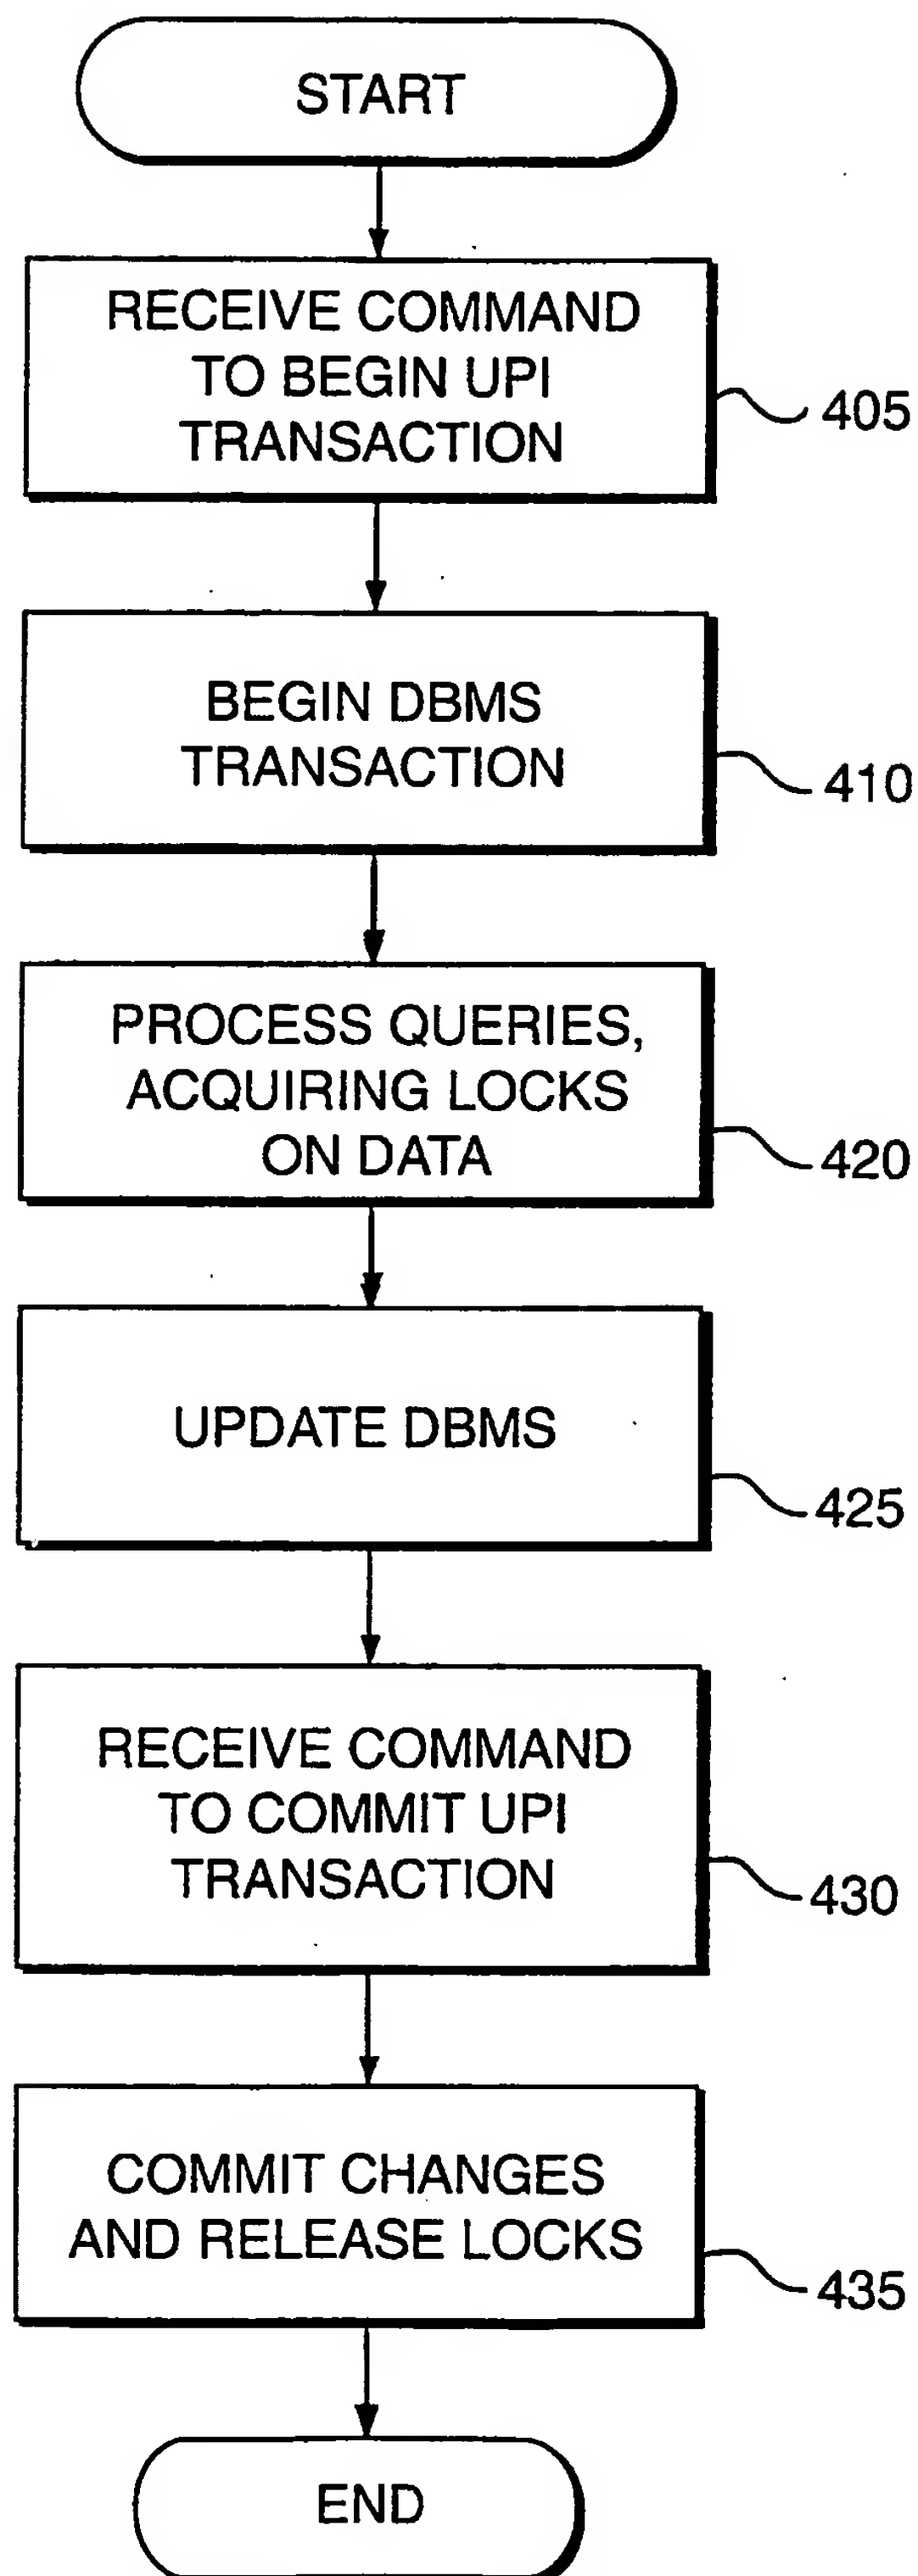 START
RECEIVE COMMAND
TO BEGIN UPI
TRANSACTION
405
BEGIN DBMS
TRANSACTION
410
PROCESS QUERIES,
ACQUIRING LOCKS
ON DATA
420
UPDATE DBMS
425
RECEIVE COMMAND
TO COMMIT UPI
TRANSACTION
430
COMMIT CHANGES
AND RELEASE LOCKS
435
END